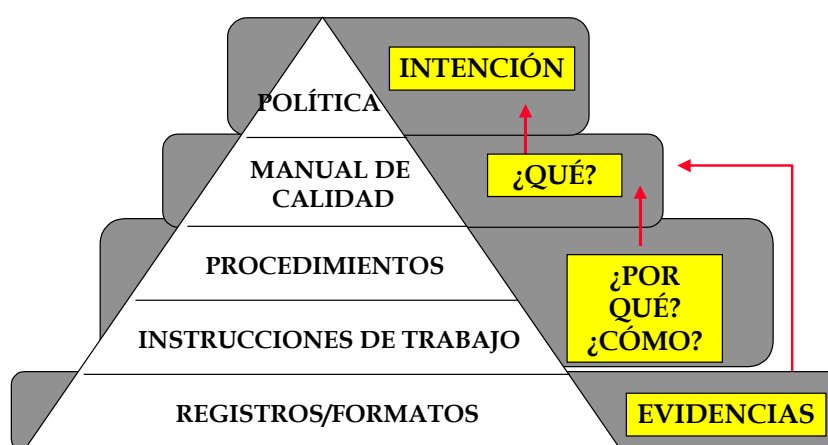 INTENCIÓN
POLÍTICA
MANUAL DE
CALIDAD
¿QUÉ?
PROCEDIMIENTOS
¿POR
QUÉ?
¿CÓMO?
INSTRUCCIONES DE TRABAJO
REGISTROS/FORMATOS
EVIDENCIAS